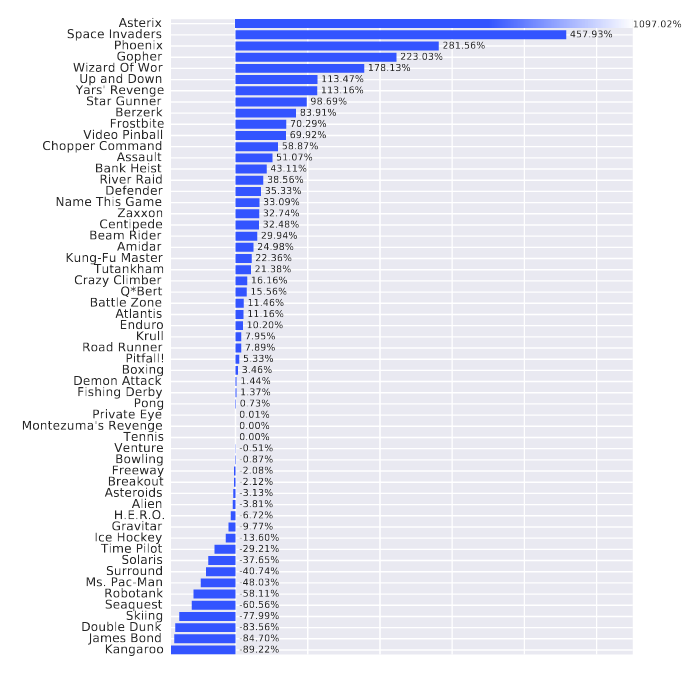 Asterix 1097.02%
Space Invaders 457.93%
Phoenix 281.56%
Gopher 223.03%
Wizard Of Wor 178.13%
Up and Down 113.47%
Yars' Revenge 113.16%
Star Gunner 98.69%
Berzerk 83.91%
Frostbite 70.29%
Video Pinball 69.92%
Chopper Command 58.87%
Assault 51.07%
Bank Heist 43.11%
River Raid 38.56%
Defender 35.33%
Name This Game 33.09%
Zaxxon 32.74%
Centipede 32.48%
Beam Rider 29.94%
Amidar 24.98%
Kung-Fu Master 22.36%
Tutankham 21.38%
Crazy Climber 16.16%
Q*Bert 15.56%
Battle Zone 11.46%
Atlantis 11.16%
Enduro 10.20%
Krull 7.95%
Road Runner 7.89%
Pitfall! 5.33%
Boxing 3.46%
Demon Attack 1.44%
Fishing Derby 1.37%
Pong 0.73%
Private Eye 0.01%
Montezuma's Revenge 0.00%
Tennis 0.00%
Venture -0.51%
Bowling -0.87%
Freeway -2.08%
Breakout -2.12%
Asteroids -3.13%
Alien -3.81%
H.E.R.O. -6.72%
Gravitar -9.77%
Ice Hockey -13.60%
Time Pilot -29.21%
Solaris -37.65%
Surround -40.74%
Ms. Pac-Man -48.03%
Robotank -58.11%
Seaquest -60.56%
Skiing -77.99%
Double Dunk -83.56%
James Bond -84.70%
Kangaroo -89.22%